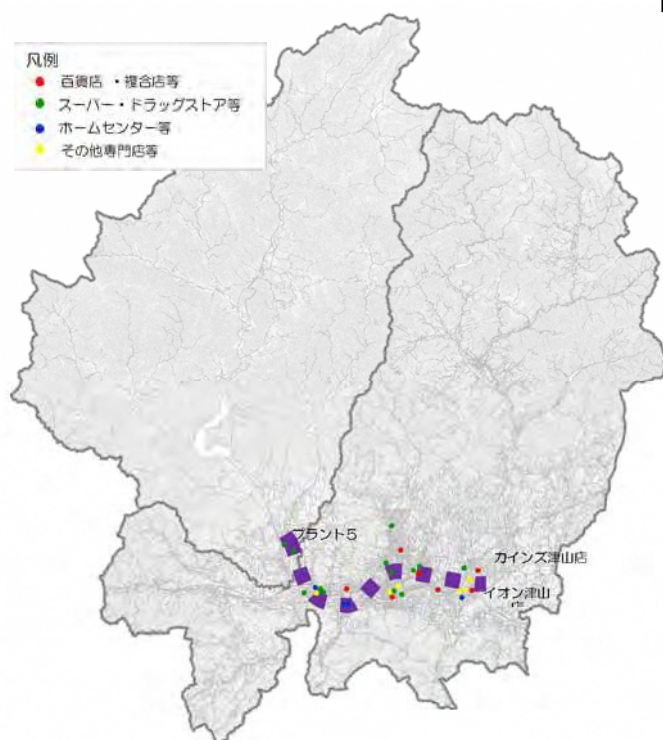 凡例
百貨店 ・複合店等
スーパー・ドラッグストア等
ホームセンター等
その他専門店等
プラント5
カインズ津山店
イオン津山
店